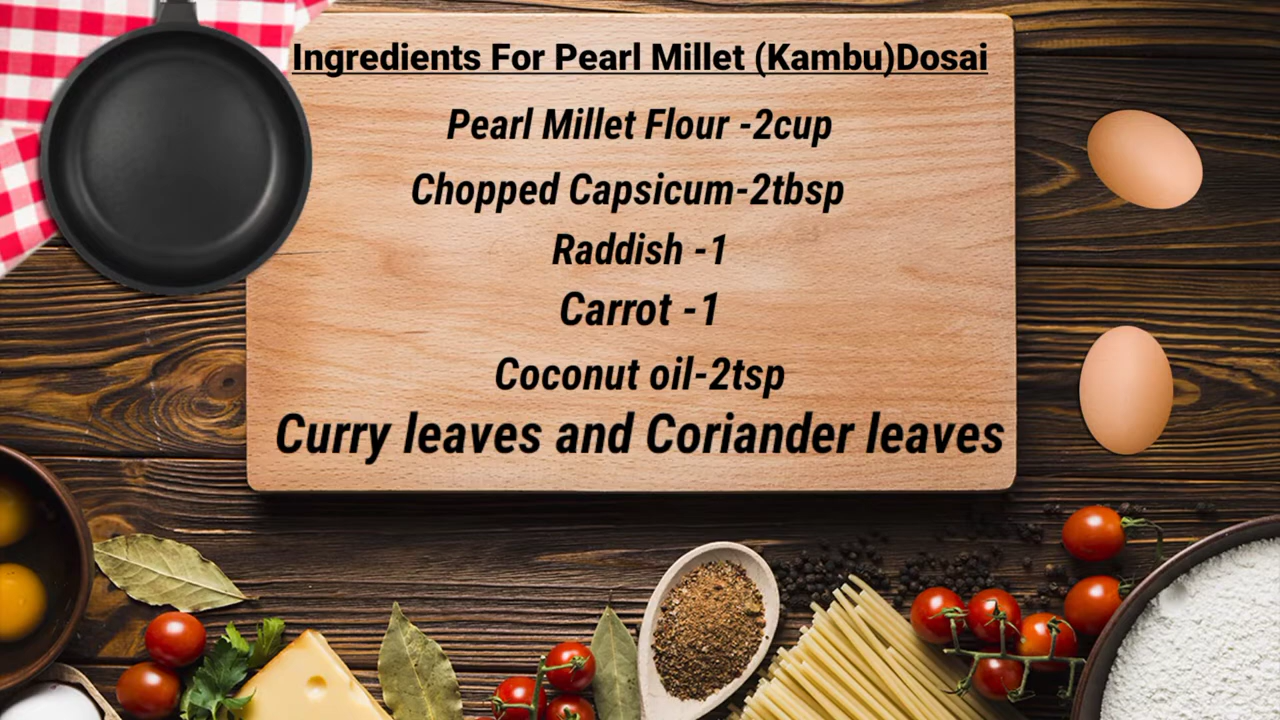 Ingredients For Pearl Millet (Kambu)Dosai
Pearl Millet Flour -2cup
Chopped Capsicum-2tbsp
Raddish -1
Carrot -1
Coconut oil-2tsp
Curry leaves and Coriander leaves